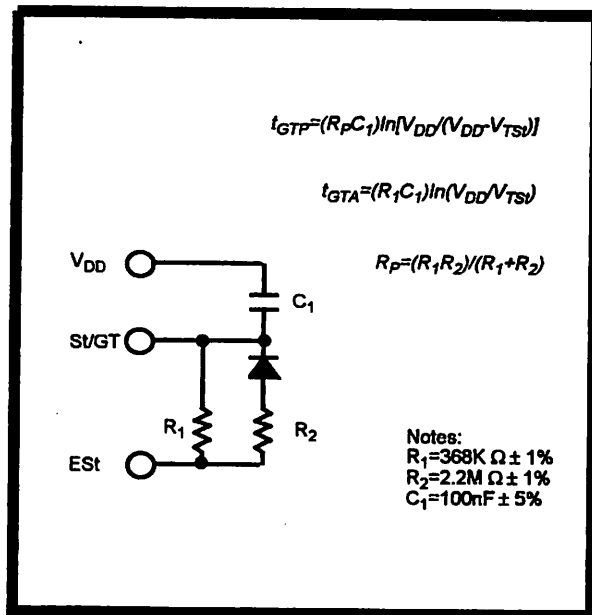 t_GTP=(R_PC_1)ln[V_DD/(V_DD-V_TSt)]
t_GTA=(R_1C_1)ln(V_DD/V_TSt)
R_P=(R_1R_2)/(R_1+R_2)
V_DD
C_1
St/GT
R_1
R_2
ESt
Notes:
R_1=368K Ω ± 1%
R_2=2.2M Ω ± 1%
C_1=100nF ± 5%